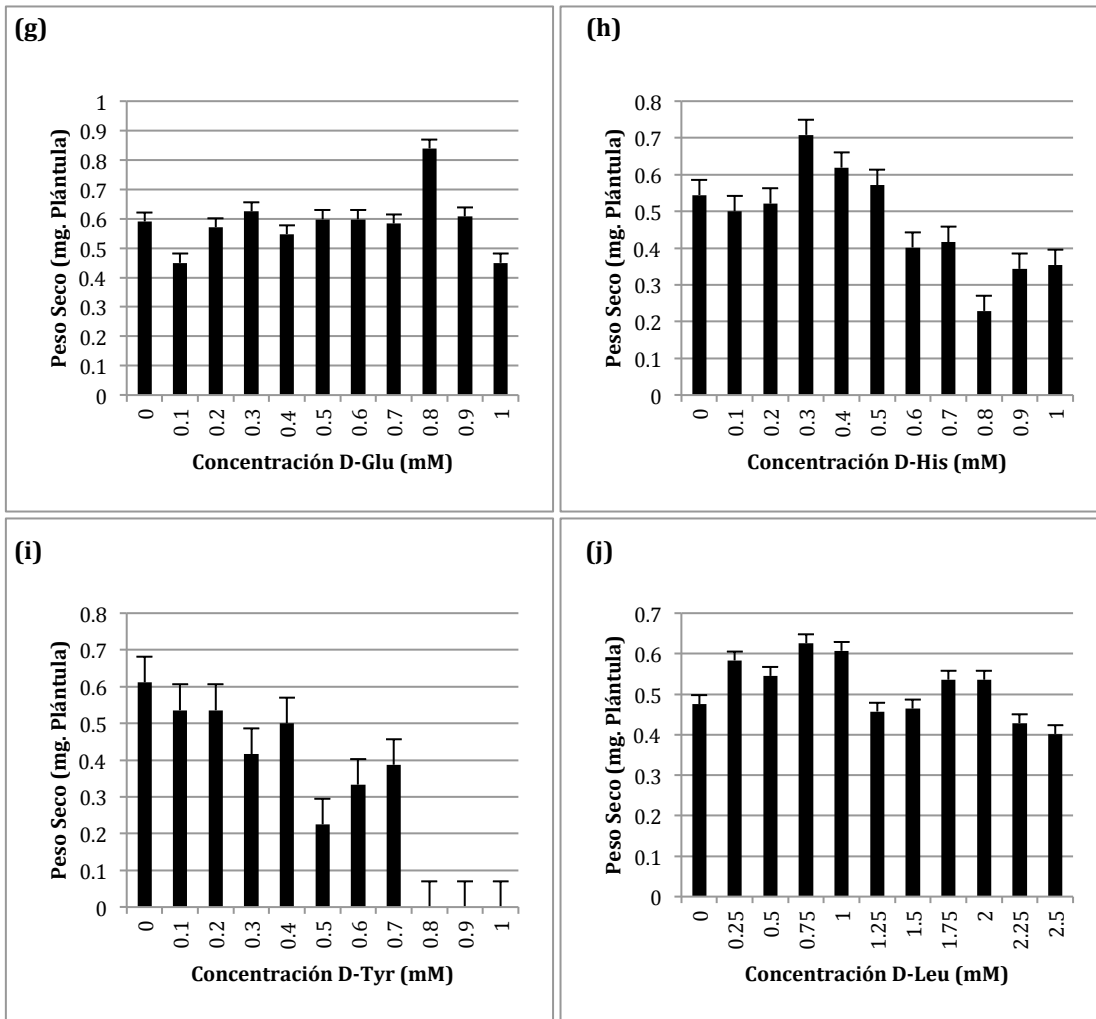 (g)
Peso Seco (mg. Plántula)
1
0.9
0.8
0.7
0.6
0.5
0.4
0.3
0.2
0.1
0
0 0.1 0.2 0.3 0.4 0.5 0.6 0.7 0.8 0.9 1
Concentración D-Glu (mM)
(h)
Peso Seco (mg. Plántula)
0.8
0.7
0.6
0.5
0.4
0.3
0.2
0.1
0
0 0.1 0.2 0.3 0.4 0.5 0.6 0.7 0.8 0.9 1
Concentración D-His (mM)
(i)
Peso Seco (mg. Plántula)
0.8
0.7
0.6
0.5
0.4
0.3
0.2
0.1
0
0 0.1 0.2 0.3 0.4 0.5 0.6 0.7 0.8 0.9 1
Concentración D-Tyr (mM)
(j)
Peso Seco (mg. Plántula)
0.7
0.6
0.5
0.4
0.3
0.2
0.1
0
0 0.25 0.5 0.75 1 1.25 1.5 1.75 2 2.25 2.5
Concentración D-Leu (mM)